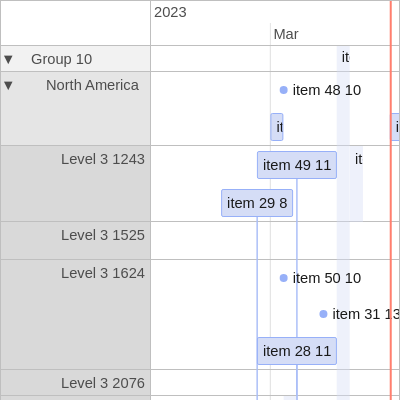 2023
Mar
Group 10
it
North America
item 48 10
it
i
Level 3 1243
item 49 11
it
item 29 8
Level 3 1525
Level 3 1624
item 50 10
item 31 13
item 28 11
Level 3 2076